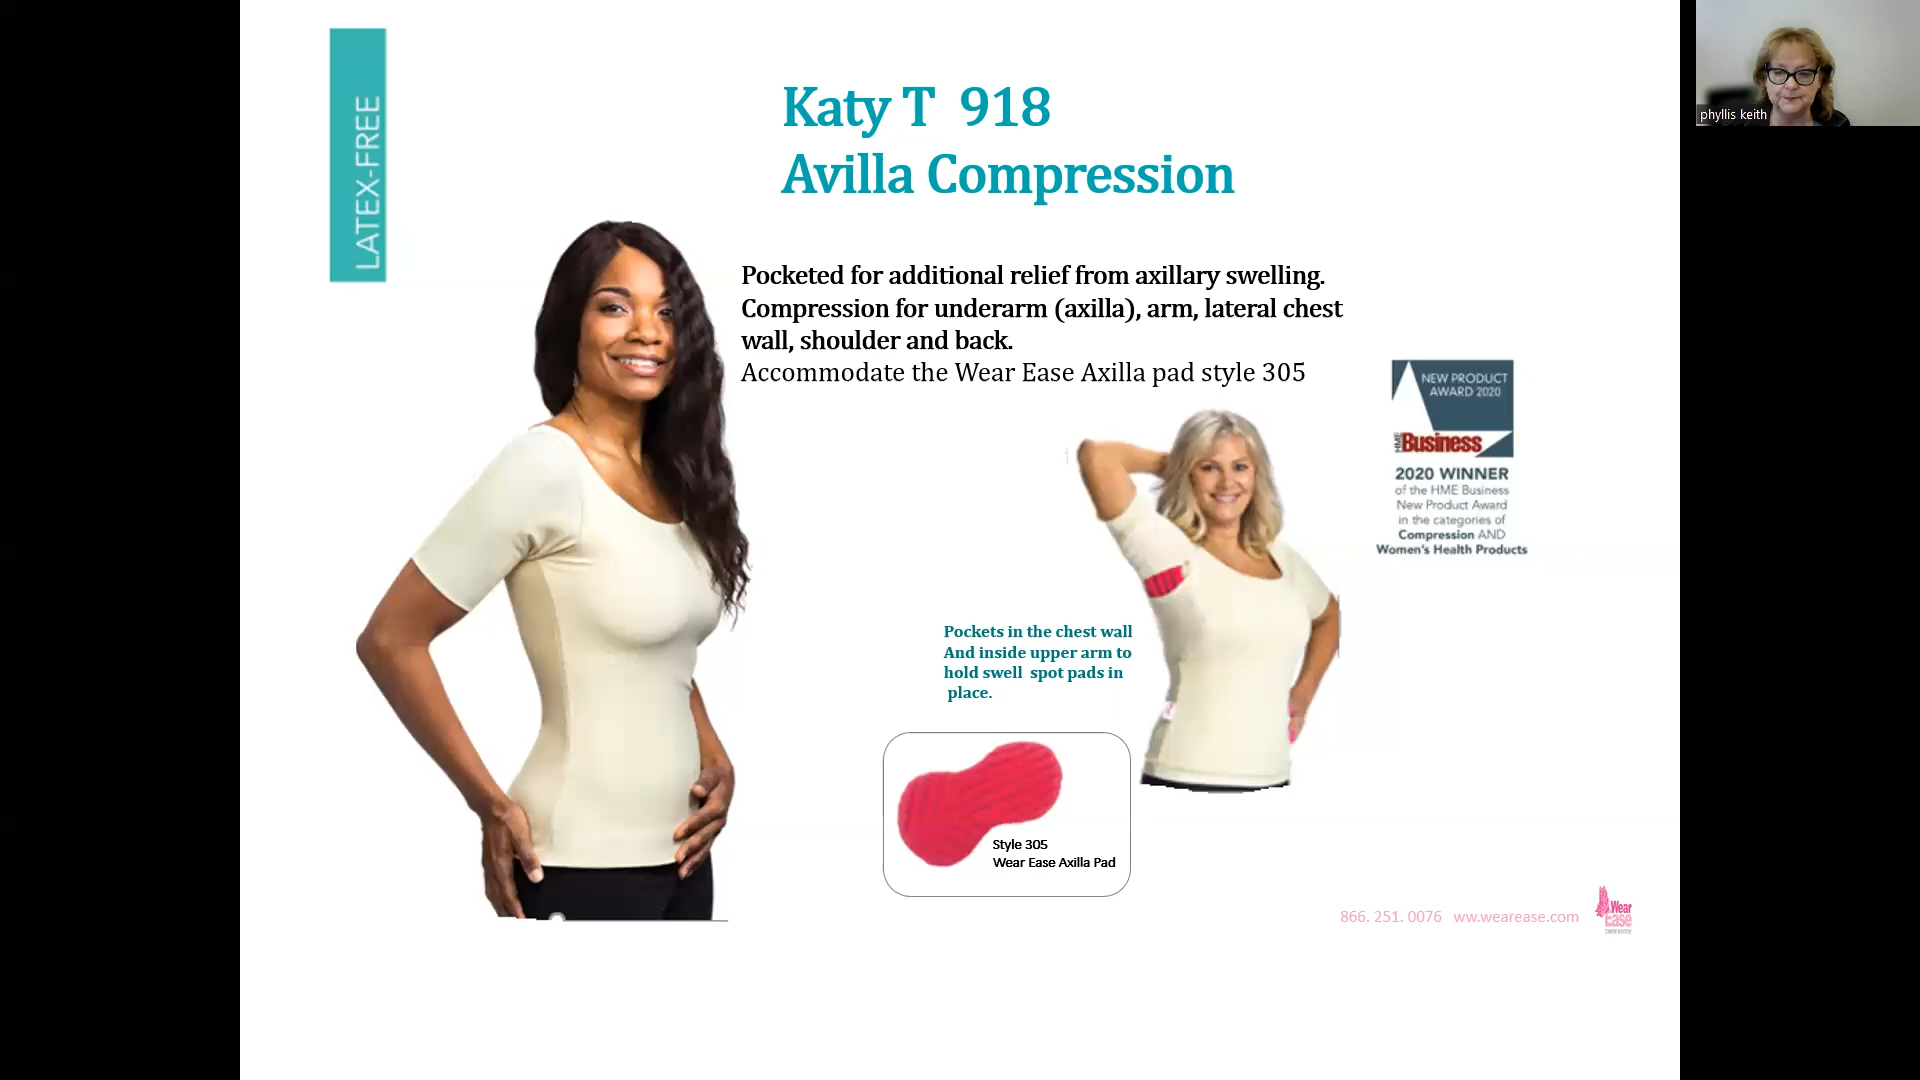 LATEX-FREE
Katy T 918
Avilla Compression
Pocketed for additional relief from axillary swelling.
Compression for underarm (axilla), arm, lateral chest
wall, shoulder and back.
Accommodate the Wear Ease Axilla pad style 305
NEW PRODUCT
AWARD 2020
HME Business
2020 WINNER
of the HME Business
New Product Award
in the categories of
Compression AND
Women's Health Products
Pockets in the chest wall
And inside upper arm to
hold swell spot pads in
place.
Style 305
Wear Ease Axilla Pad
866. 251. 0076 ww.wearease.com
Wear
Ease
phyllis keith